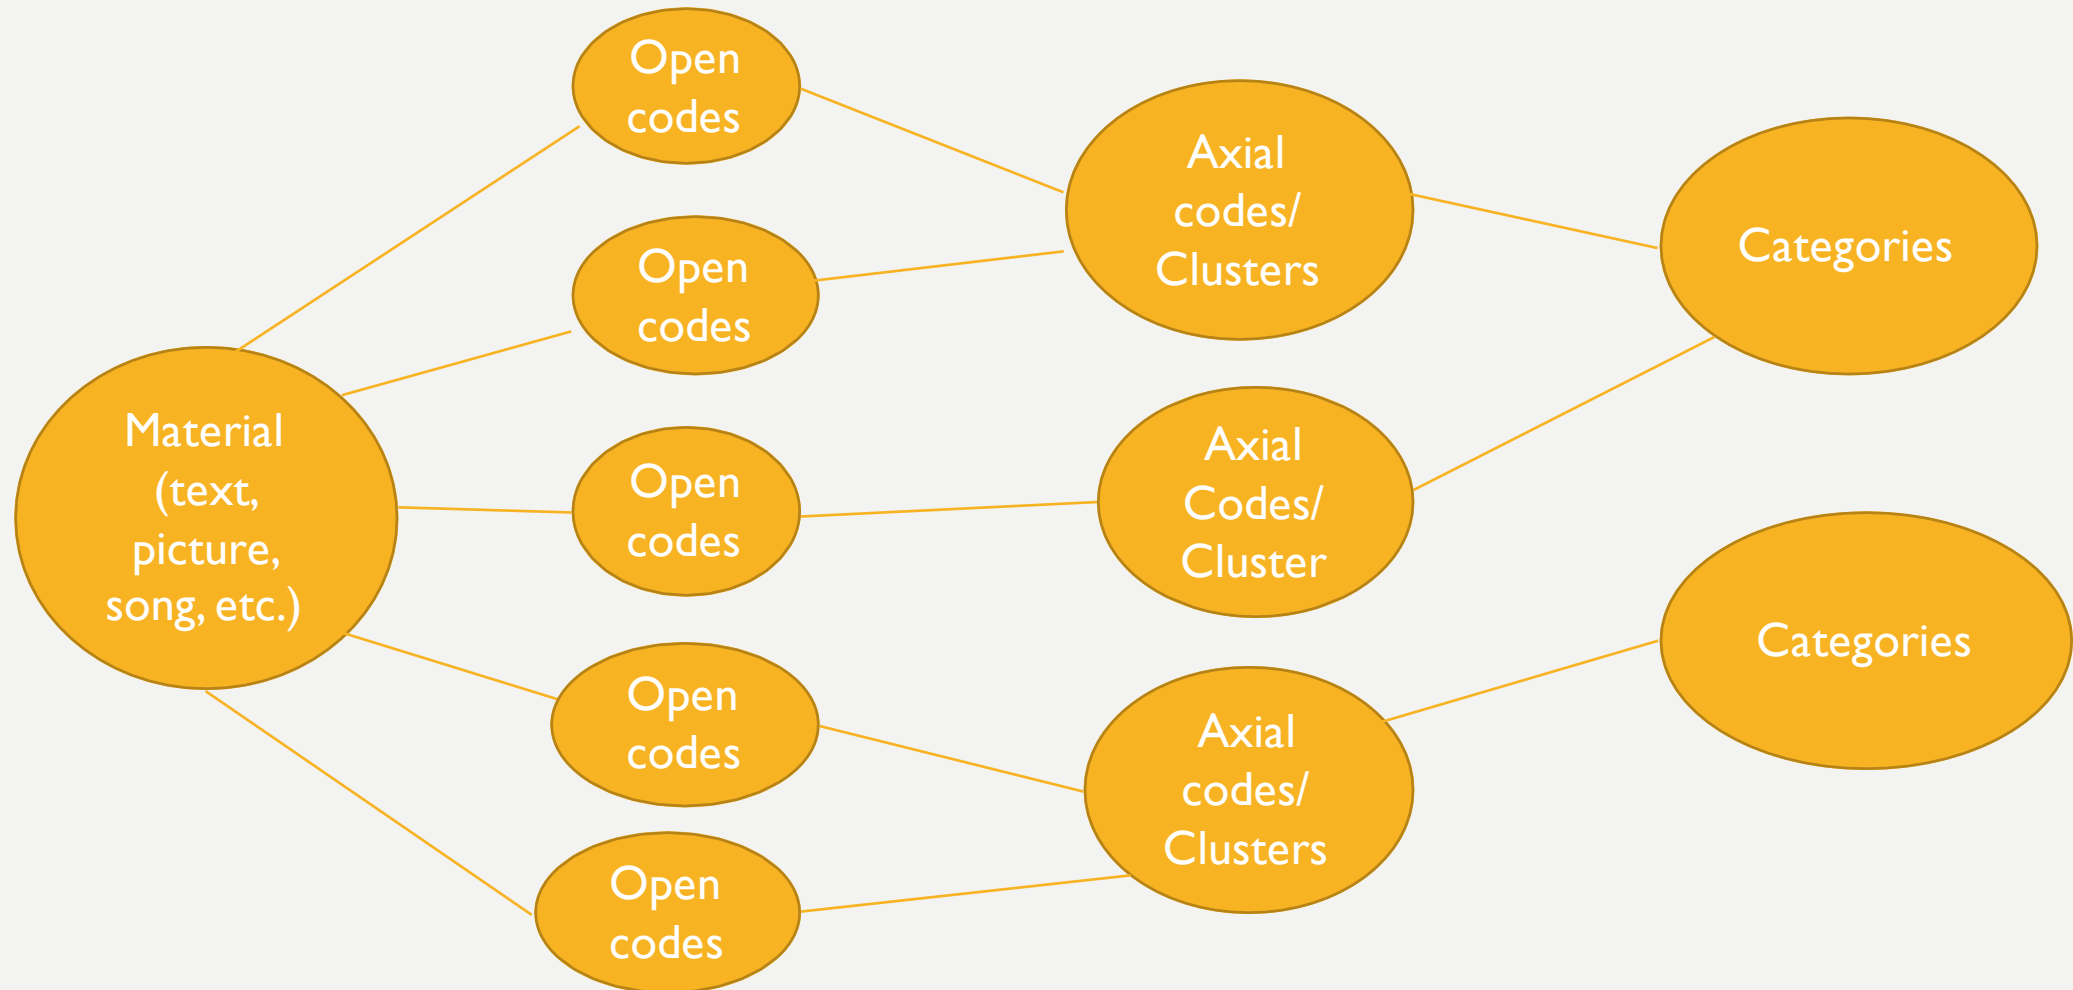 Material
(text,
picture,
song, etc.)
Open
codes
Open
codes
Open
codes
Open
codes
Open
codes
Axial
codes/
Clusters
Axial
Codes/
Cluster
Axial
codes/
Clusters
Categories
Categories